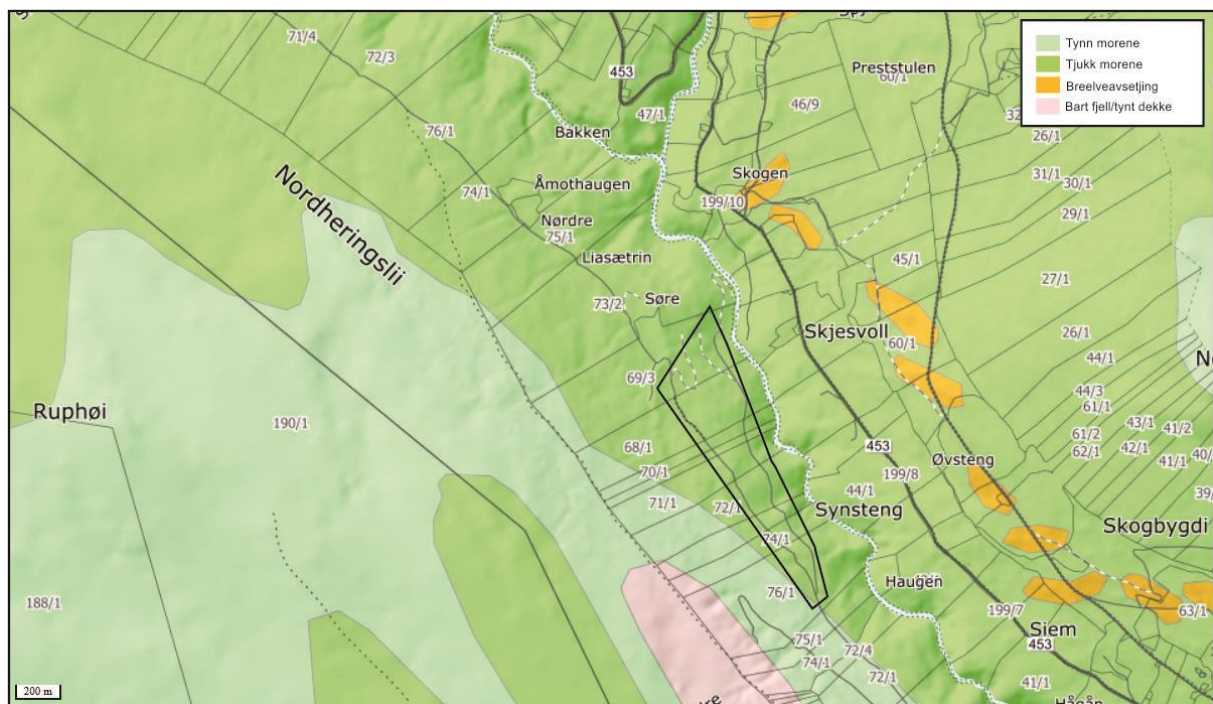 71/4
72/3
453
Preststulen
60/1
46/9
47/1
26/1
76/1
Bakken
Nordheringslii
74/1
Åmothaugen
Skogen
199/10
31/1
30/1
29/1
Nørdre
75/1
Liasætrin
45/1
27/1
73/2
Søre
Skjesvoll
60/1
26/1
44/1
69/3
44/3
61/1
Ruphøi
190/1
43/1
41/2
61/2
62/1
42/1
41/1
68/1
453
70/1
199/8
Øvsteng
71/1
72/1
44/1
Synsteng
Skogbygdi
74/1
188/1
76/1
Haugen
199/7
63/1
Siem
453
75/1
74/1
72/4
72/1
41/1
Hågån
200 m
Tynn morene
Tjukk morene
Breelveavsetjing
Bart fjell/tynt dekke